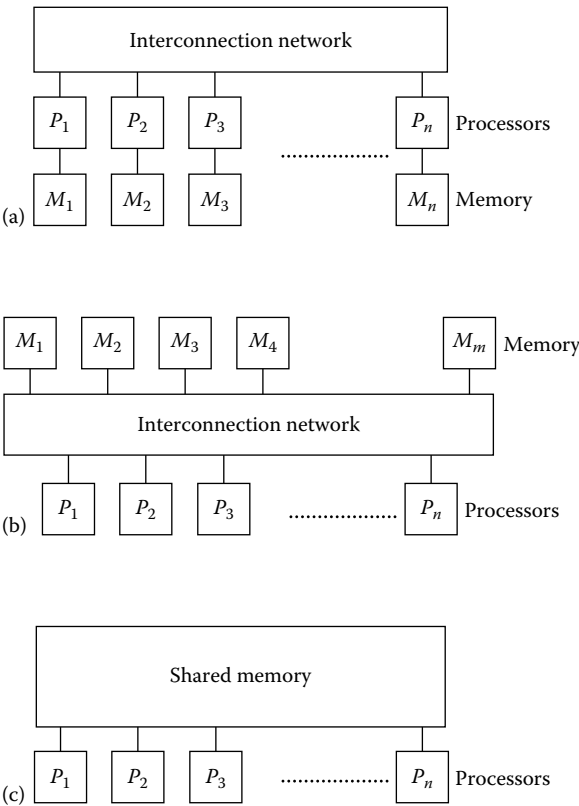 Interconnection network
P₁ P₂ P₃ Pₙ Processors
M₁ M₂ M₃ Mₙ Memory
(a)
M₁ M₂ M₃ M₄ Mₘ Memory
Interconnection network
P₁ P₂ P₃ Pₙ Processors
(b)
Shared memory
P₁ P₂ P₃ Pₙ Processors
(c)